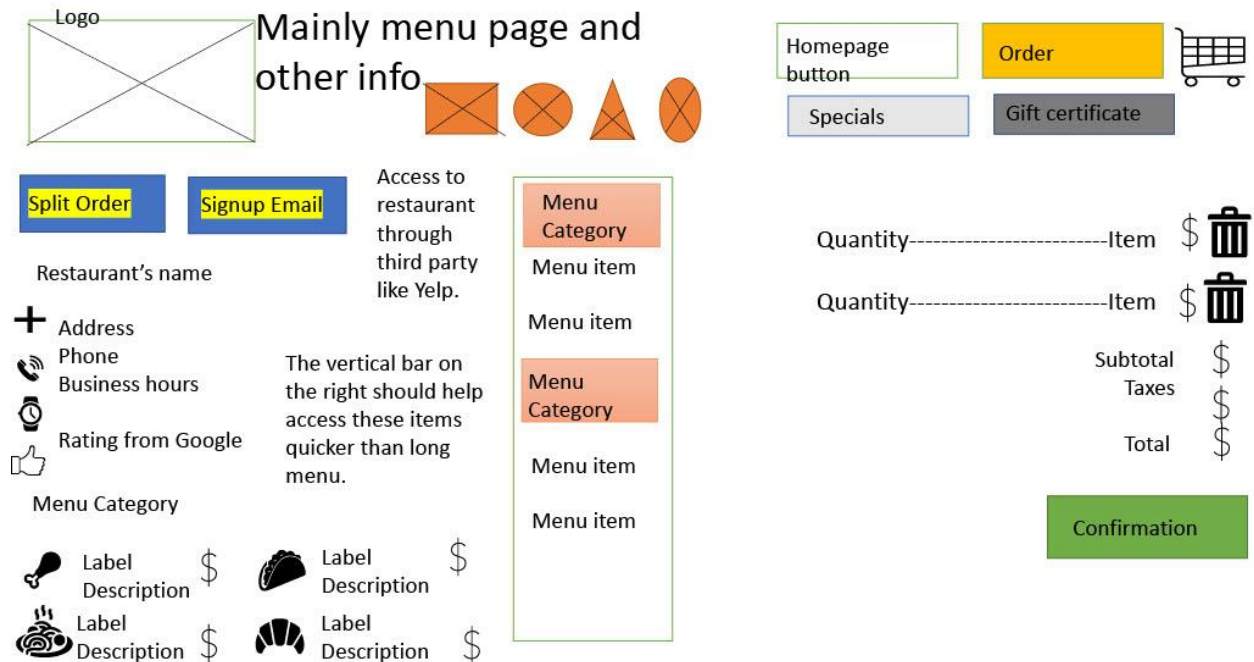 Logo
Mainly menu page and
other info
Homepage
button
Order
Specials
Gift certificate
Split Order
Signup Email
Access to
restaurant
through
third party
like Yelp.
Restaurant's name
Address
Phone
Business hours
Rating from Google
The vertical bar on
the right should help
access these items
quicker than long
menu.
Menu Category
Label
Description
$
Label
Description
$
Label
Description
$
Label
Description
$
Menu
Category
Menu item
Menu item
Menu
Category
Menu item
Menu item
Quantity-------------------------Item $
Quantity-------------------------Item $
Subtotal $
Taxes $
Total $
Confirmation